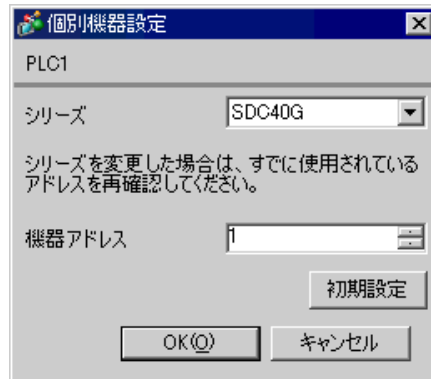 個別機器設定
PLC1
シリーズ
SDC40G
シリーズを変更した場合は、すでに使用されている
アドレスを再確認してください。
機器アドレス
1
初期設定
OK(O)
キャンセル